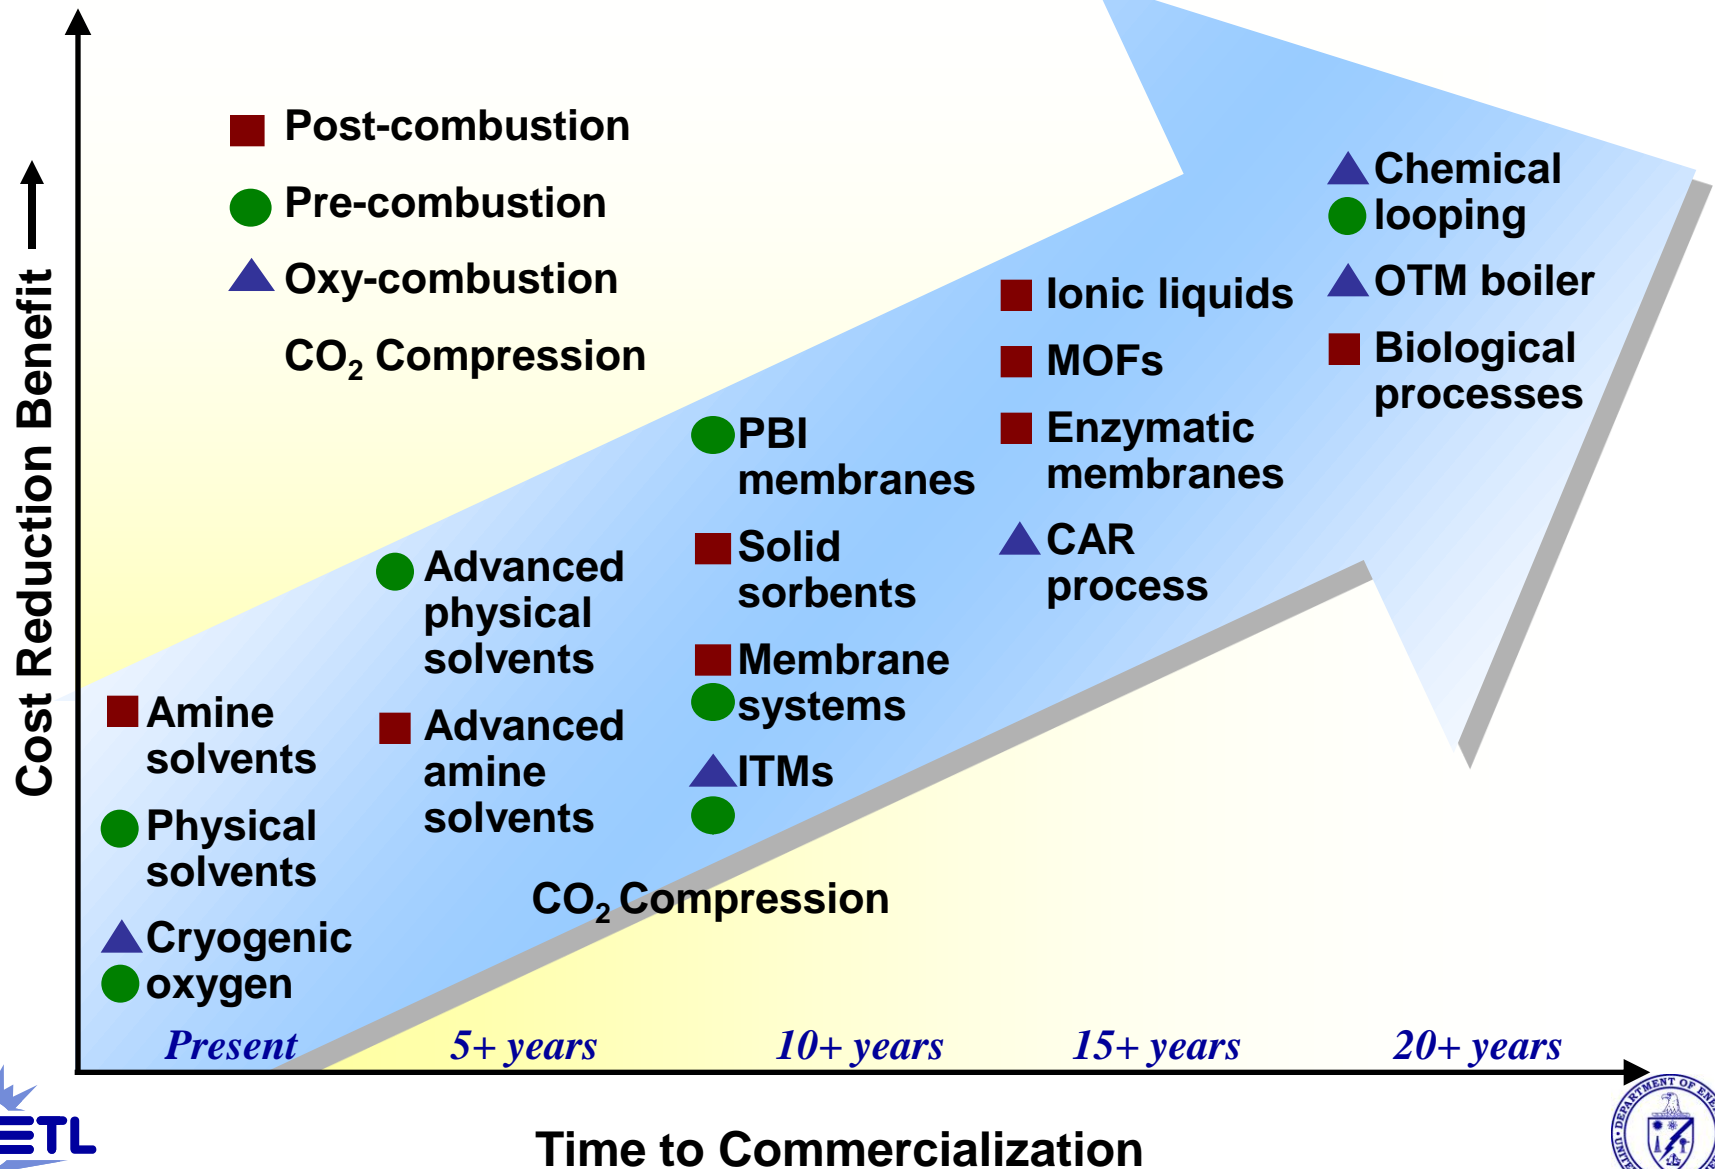 Post-combustion
Pre-combustion
Oxy-combustion
CO₂ Compression
Cost Reduction Benefit
Amine
solvents
Physical
solvents
Cryogenic
oxygen
Advanced
physical
solvents
Advanced
amine
solvents
CO₂ Compression
PBI
membranes
Solid
sorbents
Membrane
systems
ITMs
Ionic liquids
MOFs
Enzymatic
membranes
CAR
process
Chemical
looping
OTM boiler
Biological
processes
Present
5+ years
10+ years
15+ years
20+ years
Time to Commercialization
ETL
DEPARTMENT OF